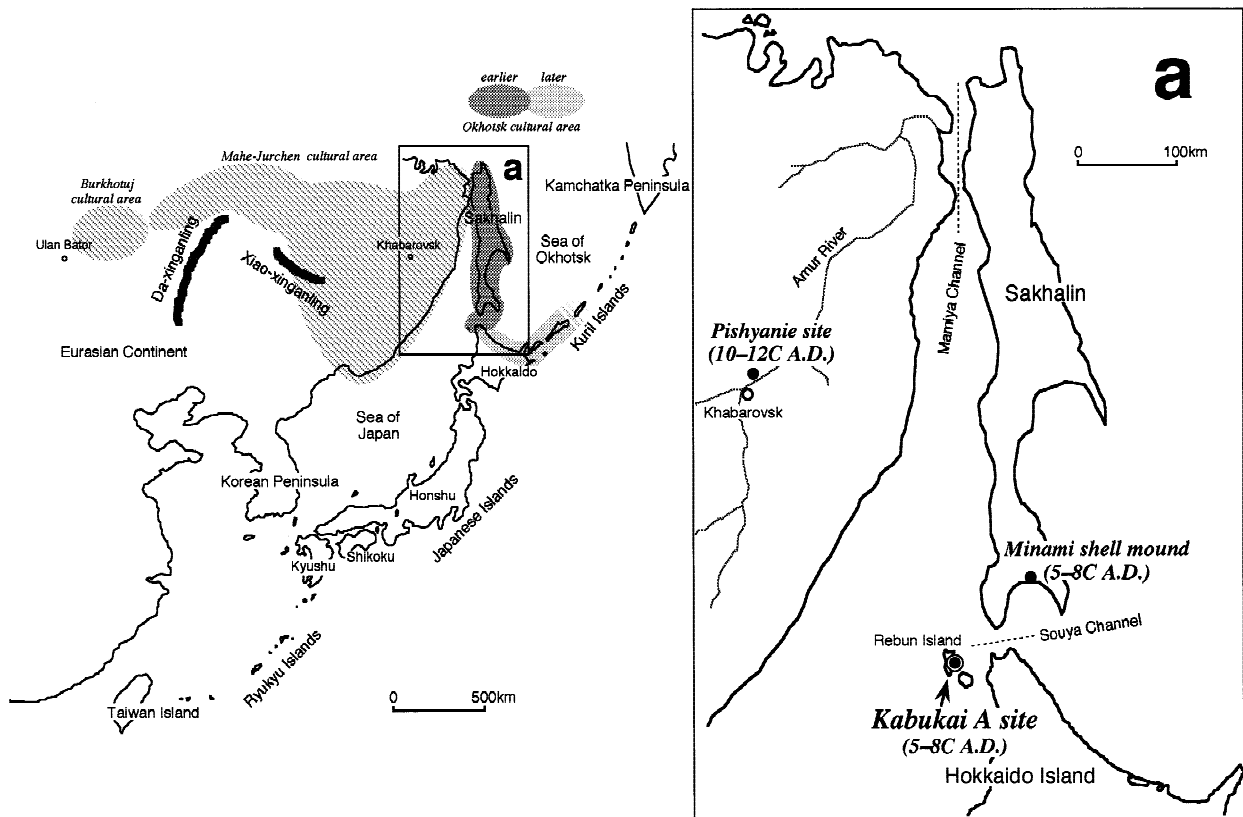 earlier
later
Okhotsk cultural area
Mahe-Jurchen cultural area
a
Burkhotuj
cultural area
Kamchatka Peninsula
Sakhalin
Ulan Bator
Khabarovsk
Sea of
Okhotsk
Da-xinganling
Xiao-xinganling
Kuril Islands
Eurasian Continent
Hokkaido
Sea of
Japan
Korean Peninsula
Honshu
Japanese Islands
Kyushu
Shikoku
Ryukyu Islands
Taiwan Island
0
500km
a
0
100km
Amur River
Mamiya Channel
Sakhalin
Pishyanie site
(10–12C A.D.)
Khabarovsk
Minami shell mound
(5–8C A.D.)
Rebun Island
Souya Channel
Kabukai A site
(5–8C A.D.)
Hokkaido Island